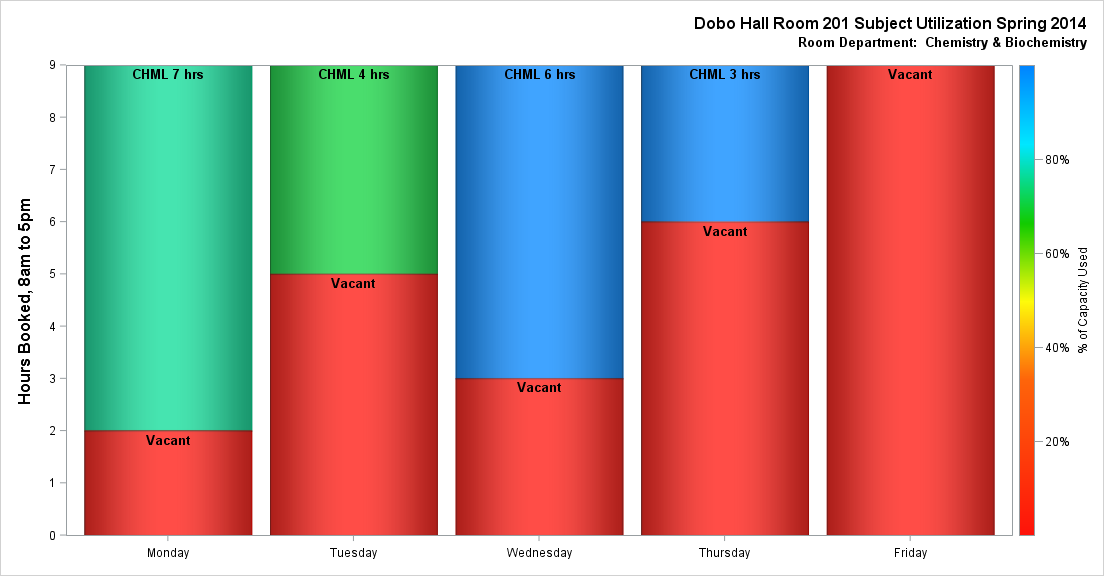 Dobo Hall Room 201 Subject Utilization Spring 2014
Room Department:  Chemistry & Biochemistry
Hours Booked, 8am to 5pm
9
8
7
6
5
4
3
2
1
0
CHML 7 hrs
Vacant
CHML 4 hrs
Vacant
CHML 6 hrs
Vacant
CHML 3 hrs
Vacant
Vacant
Monday
Tuesday
Wednesday
Thursday
Friday
80%
60%
40%
20%
% of Capacity Used